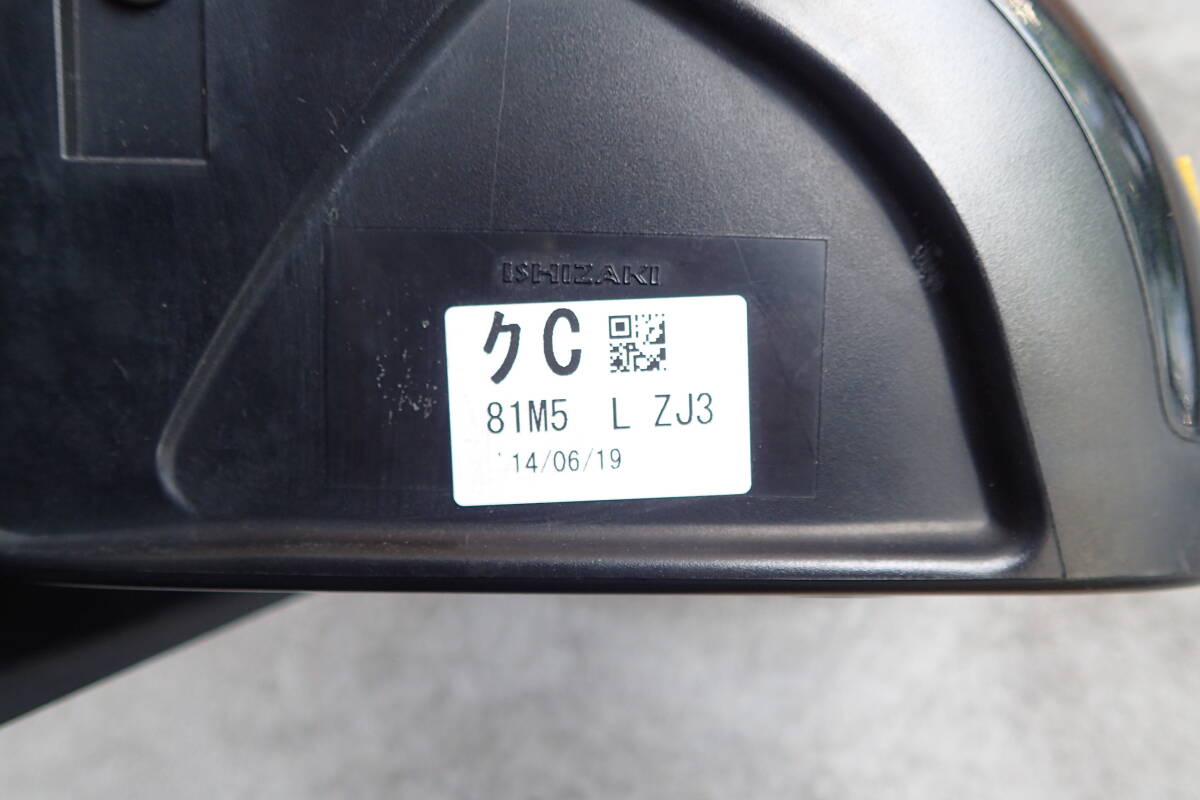 ISHIZAKI
クC
81M5 L ZJ3
'14/06/19